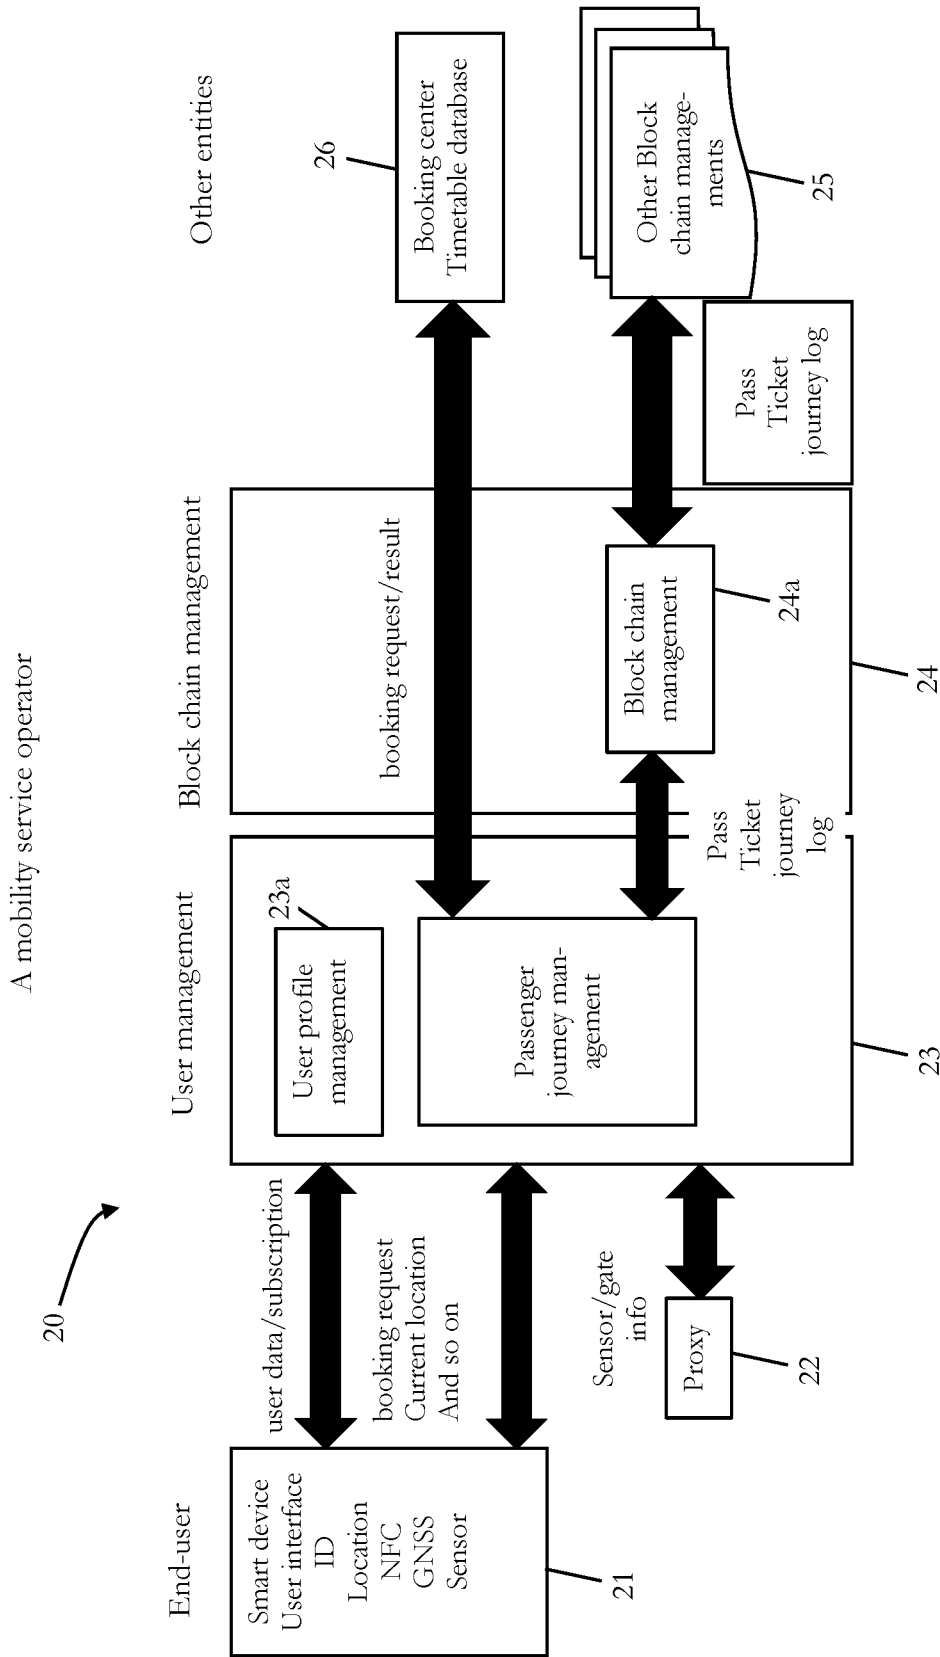 A mobility service operator
20
End-user
User management
Block chain management
Other entities
Smart device
User interface
ID
Location
NFC
GNSS
Sensor
21
user data/subscription
booking request
Current location
And so on
Sensor/gate
info
Proxy
22
User profile
management
23a
Passenger
journey man-
agement
23
booking request/result
Pass
Ticket
journey
log
Block chain
management
24a
24
Booking center
Timetable database
26
Other Block
chain manage-
ments
25
Pass
Ticket
journey log